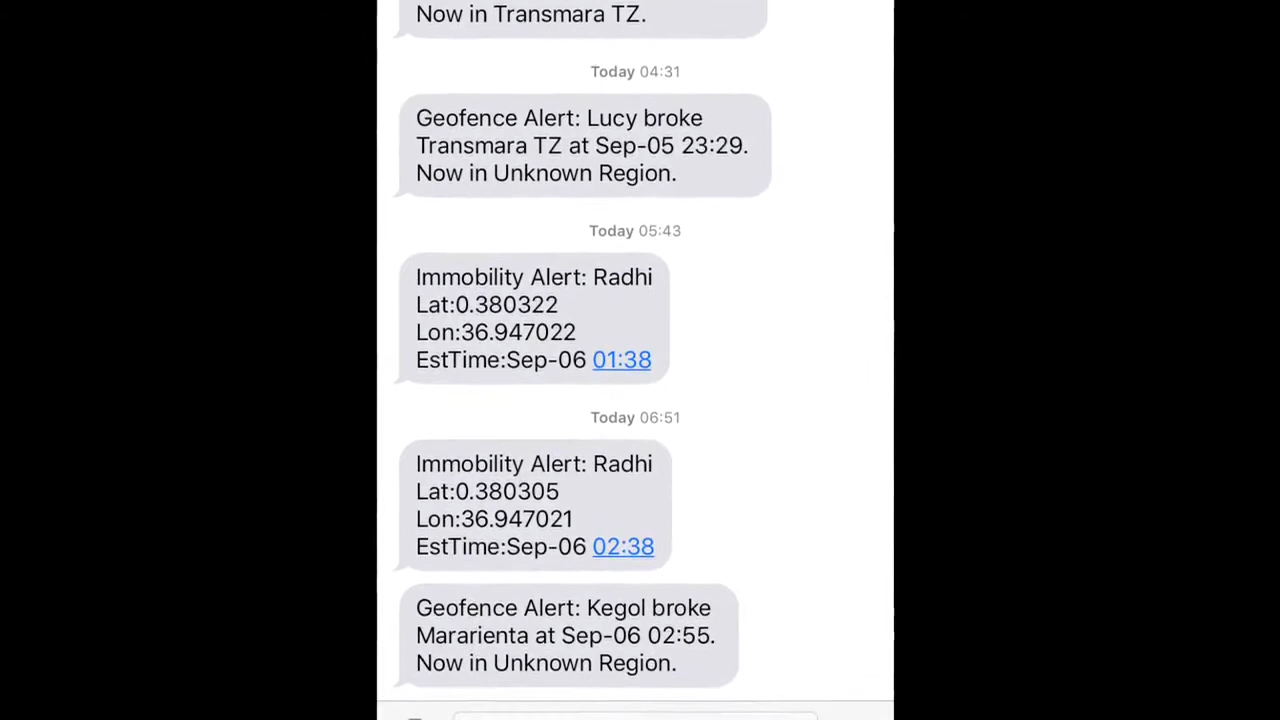 Now in Transmara TZ.
Today 04:31
Geofence Alert: Lucy broke
Transmara TZ at Sep-05 23:29.
Now in Unknown Region.
Today 05:43
Immobility Alert: Radhi
Lat:0.380322
Lon:36.947022
EstTime:Sep-06 01:38
Today 06:51
Immobility Alert: Radhi
Lat:0.380305
Lon:36.947021
EstTime:Sep-06 02:38
Geofence Alert: Kegol broke
Mararienta at Sep-06 02:55.
Now in Unknown Region.